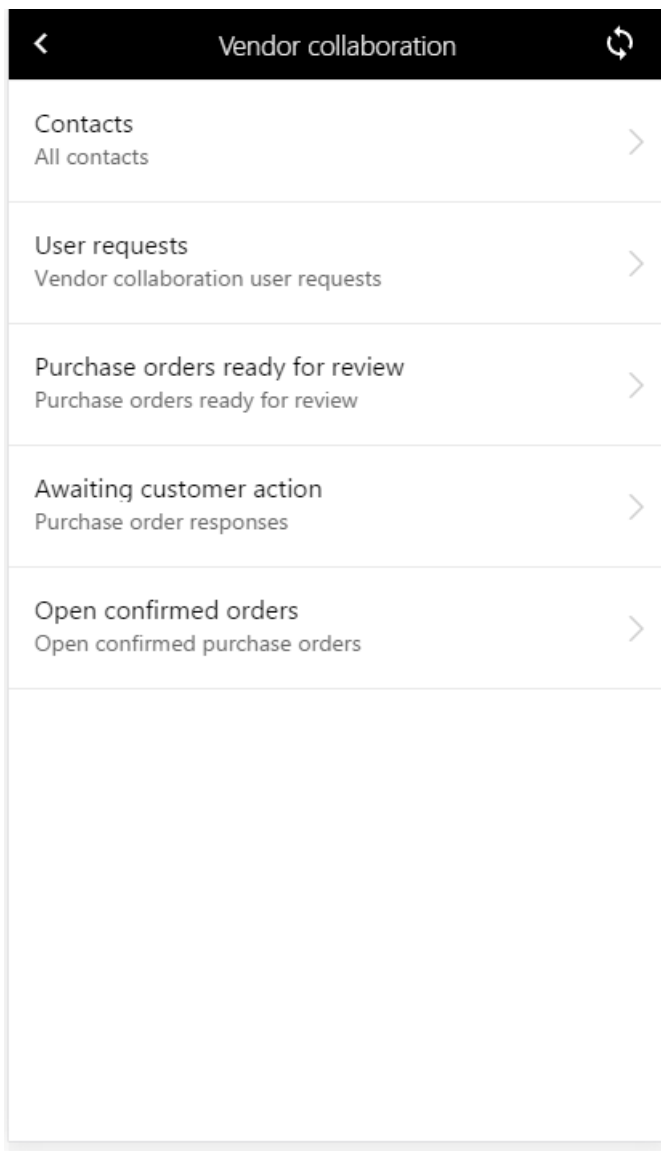 Vendor collaboration
Contacts
All contacts
User requests
Vendor collaboration user requests
Purchase orders ready for review
Purchase orders ready for review
Awaiting customer action
Purchase order responses
Open confirmed orders
Open confirmed purchase orders